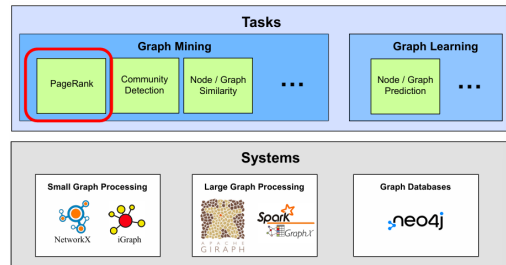 Tasks
Graph Mining
Graph Learning
PageRank
Community
Detection
Node / Graph
Similarity
...
Node / Graph
Prediction
...
Systems
Small Graph Processing
Large Graph Processing
Graph Databases
NetworkX
iGraph
APACHE
GIRAPH
Spark
GraphX
neo4j